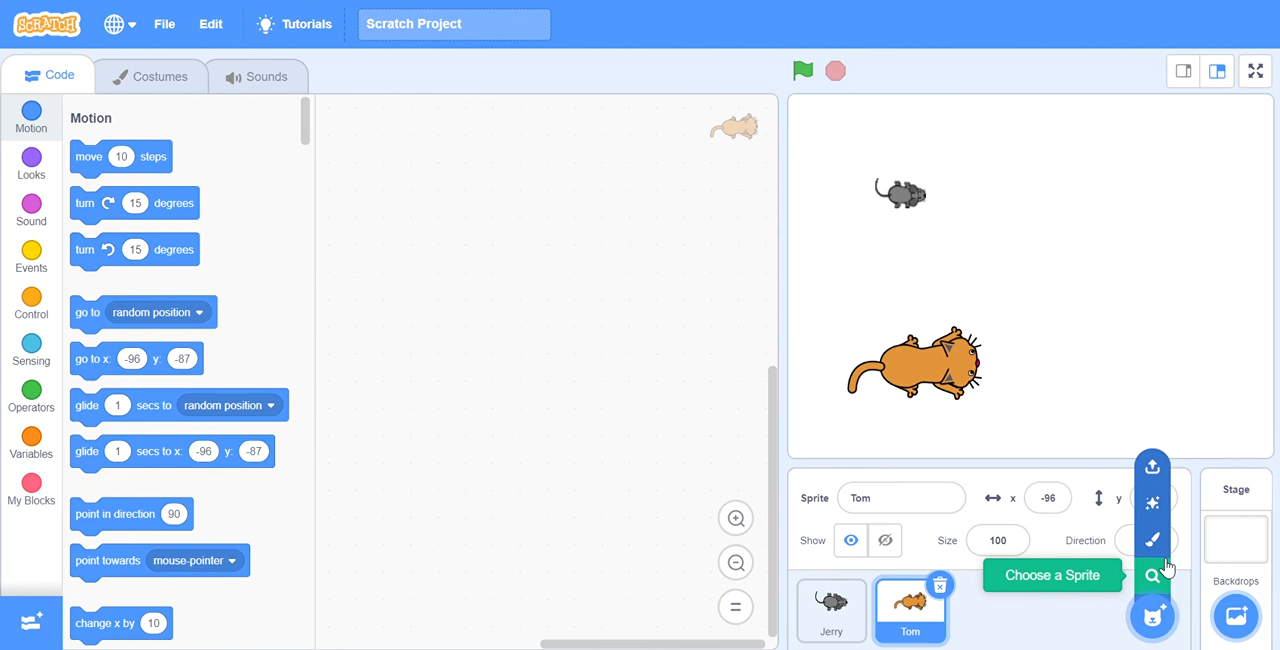 SCRATCH File Edit Tutorials Scratch Project
Code Costumes Sounds
Motion
Looks
Sound
Events
Control
Sensing
Operators
Variables
My Blocks
Motion
move 10 steps
turn 15 degrees
turn 15 degrees
go to random position
go to x: -96 y: -87
glide 1 secs to random position
glide 1 secs to x: -96 y: -87
point in direction 90
point towards mouse-pointer
change x by 10
Sprite Tom x -96 y
Show Size 100 Direction
Choose a Sprite
Jerry
Tom
Stage
Backdrops